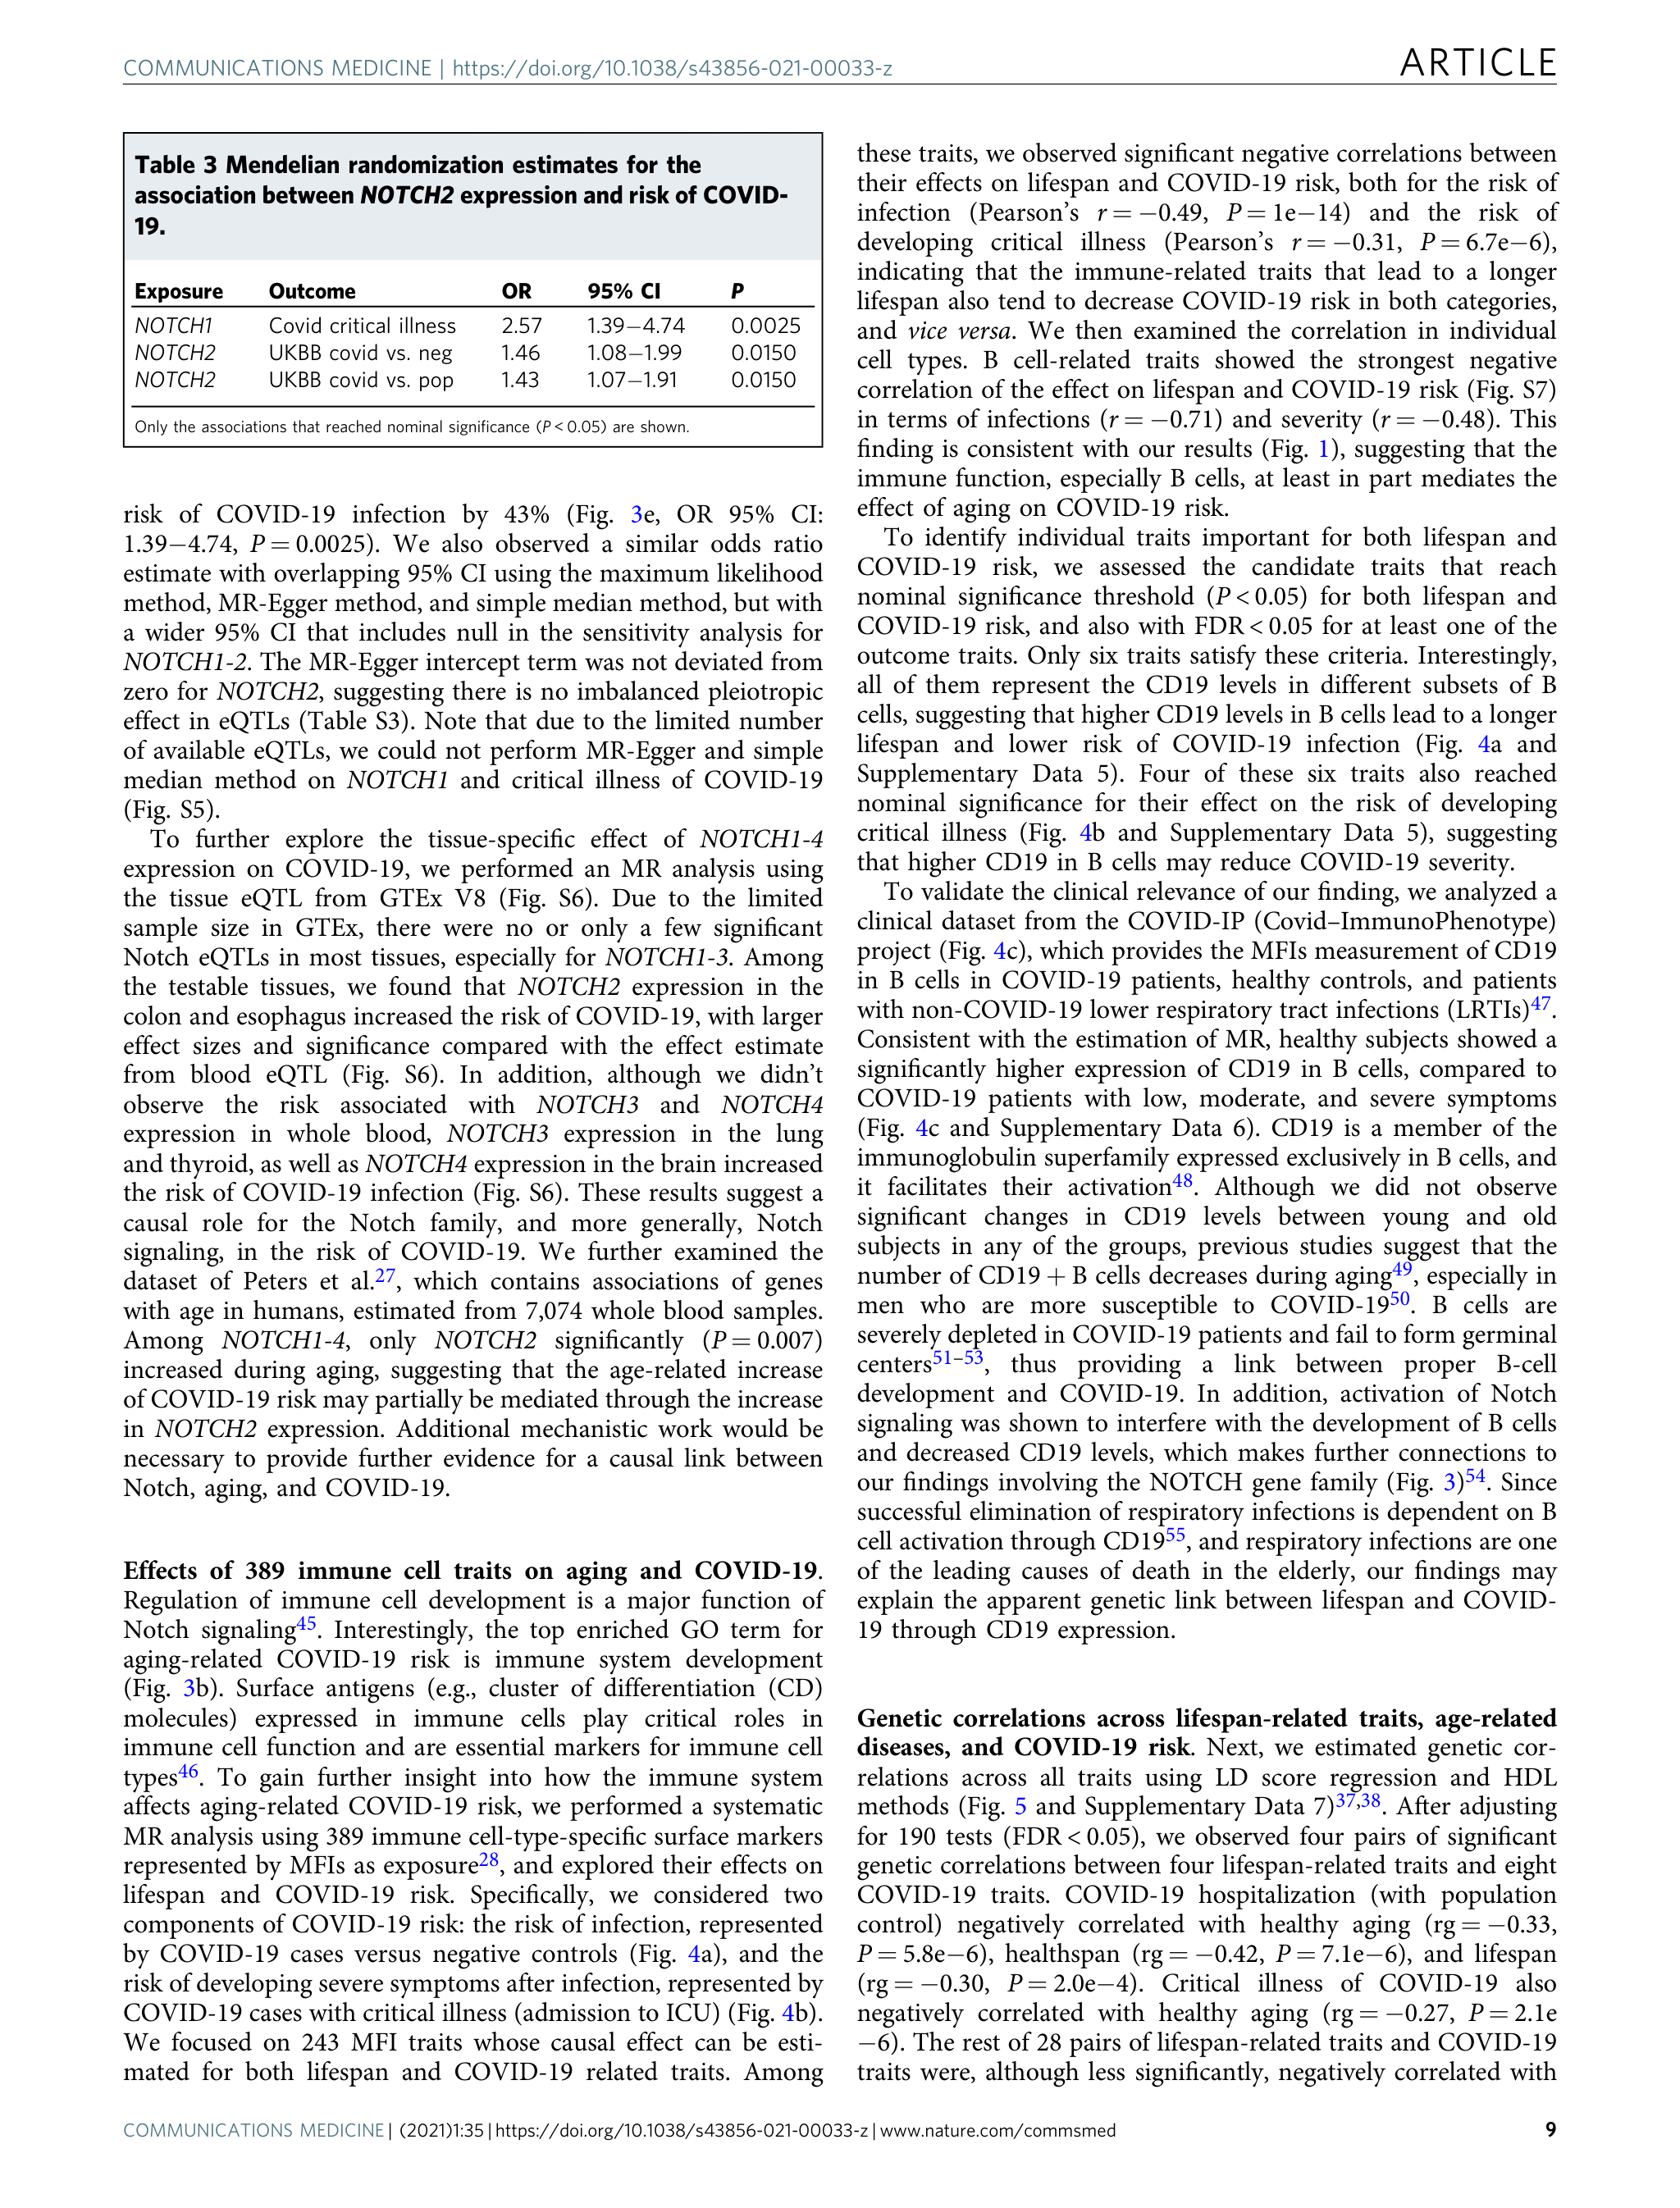 COMMUNICATIONS MEDICINE | https://doi.org/10.1038/s43856-021-00033-z
ARTICLE
Table 3 Mendelian randomization estimates for the
association between NOTCH2 expression and risk of COVID-
19.
Exposure Outcome OR 95% CI P
NOTCH1 Covid critical illness 2.57 1.39–4.74 0.0025
NOTCH2 UKBB covid vs. neg 1.46 1.08–1.99 0.0150
NOTCH2 UKBB covid vs. pop 1.43 1.07–1.91 0.0150
Only the associations that reached nominal significance (P < 0.05) are shown.
risk of COVID-19 infection by 43% (Fig. 3e, OR 95% CI:
1.39–4.74, P = 0.0025). We also observed a similar odds ratio
estimate with overlapping 95% CI using the maximum likelihood
method, MR-Egger method, and simple median method, but with
a wider 95% CI that includes null in the sensitivity analysis for
NOTCH1-2. The MR-Egger intercept term was not deviated from
zero for NOTCH2, suggesting there is no imbalanced pleiotropic
effect in eQTLs (Table S3). Note that due to the limited number
of available eQTLs, we could not perform MR-Egger and simple
median method on NOTCH1 and critical illness of COVID-19
(Fig. S5).
To further explore the tissue-specific effect of NOTCH1-4
expression on COVID-19, we performed an MR analysis using
the tissue eQTL from GTEx V8 (Fig. S6). Due to the limited
sample size in GTEx, there were no or only a few significant
Notch eQTLs in most tissues, especially for NOTCH1-3. Among
the testable tissues, we found that NOTCH2 expression in the
colon and esophagus increased the risk of COVID-19, with larger
effect sizes and significance compared with the effect estimate
from blood eQTL (Fig. S6). In addition, although we didn't
observe the risk associated with NOTCH3 and NOTCH4
expression in whole blood, NOTCH3 expression in the lung
and thyroid, as well as NOTCH4 expression in the brain increased
the risk of COVID-19 infection (Fig. S6). These results suggest a
causal role for the Notch family, and more generally, Notch
signaling, in the risk of COVID-19. We further examined the
dataset of Peters et al.27, which contains associations of genes
with age in humans, estimated from 7,074 whole blood samples.
Among NOTCH1-4, only NOTCH2 significantly (P = 0.007)
increased during aging, suggesting that the age-related increase
of COVID-19 risk may partially be mediated through the increase
in NOTCH2 expression. Additional mechanistic work would be
necessary to provide further evidence for a causal link between
Notch, aging, and COVID-19.
Effects of 389 immune cell traits on aging and COVID-19.
Regulation of immune cell development is a major function of
Notch signaling45. Interestingly, the top enriched GO term for
aging-related COVID-19 risk is immune system development
(Fig. 3b). Surface antigens (e.g., cluster of differentiation (CD)
molecules) expressed in immune cells play critical roles in
immune cell function and are essential markers for immune cell
types46. To gain further insight into how the immune system
affects aging-related COVID-19 risk, we performed a systematic
MR analysis using 389 immune cell-type-specific surface markers
represented by MFIs as exposure28, and explored their effects on
lifespan and COVID-19 risk. Specifically, we considered two
components of COVID-19 risk: the risk of infection, represented
by COVID-19 cases versus negative controls (Fig. 4a), and the
risk of developing severe symptoms after infection, represented by
COVID-19 cases with critical illness (admission to ICU) (Fig. 4b).
We focused on 243 MFI traits whose causal effect can be esti-
mated for both lifespan and COVID-19 related traits. Among
these traits, we observed significant negative correlations between
their effects on lifespan and COVID-19 risk, both for the risk of
infection (Pearson's r = −0.49, P = 1e−14) and the risk of
developing critical illness (Pearson's r = −0.31, P = 6.7e−6),
indicating that the immune-related traits that lead to a longer
lifespan also tend to decrease COVID-19 risk in both categories,
and vice versa. We then examined the correlation in individual
cell types. B cell-related traits showed the strongest negative
correlation of the effect on lifespan and COVID-19 risk (Fig. S7)
in terms of infections (r = −0.71) and severity (r = −0.48). This
finding is consistent with our results (Fig. 1), suggesting that the
immune function, especially B cells, at least in part mediates the
effect of aging on COVID-19 risk.
To identify individual traits important for both lifespan and
COVID-19 risk, we assessed the candidate traits that reach
nominal significance threshold (P < 0.05) for both lifespan and
COVID-19 risk, and also with FDR < 0.05 for at least one of the
outcome traits. Only six traits satisfy these criteria. Interestingly,
all of them represent the CD19 levels in different subsets of B
cells, suggesting that higher CD19 levels in B cells lead to a longer
lifespan and lower risk of COVID-19 infection (Fig. 4a and
Supplementary Data 5). Four of these six traits also reached
nominal significance for their effect on the risk of developing
critical illness (Fig. 4b and Supplementary Data 5), suggesting
that higher CD19 in B cells may reduce COVID-19 severity.
To validate the clinical relevance of our finding, we analyzed a
clinical dataset from the COVID-IP (Covid–ImmunoPhenotype)
project (Fig. 4c), which provides the MFIs measurement of CD19
in B cells in COVID-19 patients, healthy controls, and patients
with non-COVID-19 lower respiratory tract infections (LRTIs)47.
Consistent with the estimation of MR, healthy subjects showed a
significantly higher expression of CD19 in B cells, compared to
COVID-19 patients with low, moderate, and severe symptoms
(Fig. 4c and Supplementary Data 6). CD19 is a member of the
immunoglobulin superfamily expressed exclusively in B cells, and
it facilitates their activation48. Although we did not observe
significant changes in CD19 levels between young and old
subjects in any of the groups, previous studies suggest that the
number of CD19 + B cells decreases during aging49, especially in
men who are more susceptible to COVID-1950. B cells are
severely depleted in COVID-19 patients and fail to form germinal
centers51–53, thus providing a link between proper B-cell
development and COVID-19. In addition, activation of Notch
signaling was shown to interfere with the development of B cells
and decreased CD19 levels, which makes further connections to
our findings involving the NOTCH gene family (Fig. 3)54. Since
successful elimination of respiratory infections is dependent on B
cell activation through CD1955, and respiratory infections are one
of the leading causes of death in the elderly, our findings may
explain the apparent genetic link between lifespan and COVID-
19 through CD19 expression.
Genetic correlations across lifespan-related traits, age-related
diseases, and COVID-19 risk. Next, we estimated genetic cor-
relations across all traits using LD score regression and HDL
methods (Fig. 5 and Supplementary Data 7)37,38. After adjusting
for 190 tests (FDR < 0.05), we observed four pairs of significant
genetic correlations between four lifespan-related traits and eight
COVID-19 traits. COVID-19 hospitalization (with population
control) negatively correlated with healthy aging (rg = −0.33,
P = 5.8e−6), healthspan (rg = −0.42, P = 7.1e−6), and lifespan
(rg = −0.30, P = 2.0e−4). Critical illness of COVID-19 also
negatively correlated with healthy aging (rg = −0.27, P = 2.1e
−6). The rest of 28 pairs of lifespan-related traits and COVID-19
traits were, although less significantly, negatively correlated with
COMMUNICATIONS MEDICINE | (2021)1:35 | https://doi.org/10.1038/s43856-021-00033-z | www.nature.com/commsmed
9